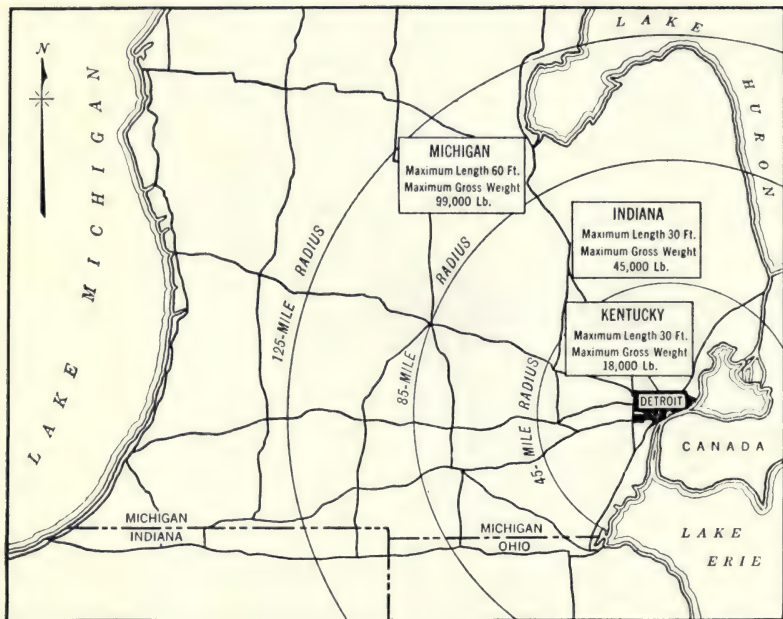 LAKE
HURON
N
LAKE MICHIGAN
MICHIGAN
Maximum Length 60 Ft.
Maximum Gross Weight
99,000 Lb.
INDIANA
Maximum Length 30 Ft.
Maximum Gross Weight
45,000 Lb.
KENTUCKY
Maximum Length 30 Ft.
Maximum Gross Weight
18,000 Lb.
125-MILE RADIUS
85-MILE RADIUS
45-MILE RADIUS
DETROIT
CANADA
LAKE
ERIE
MICHIGAN
INDIANA
MICHIGAN
OHIO